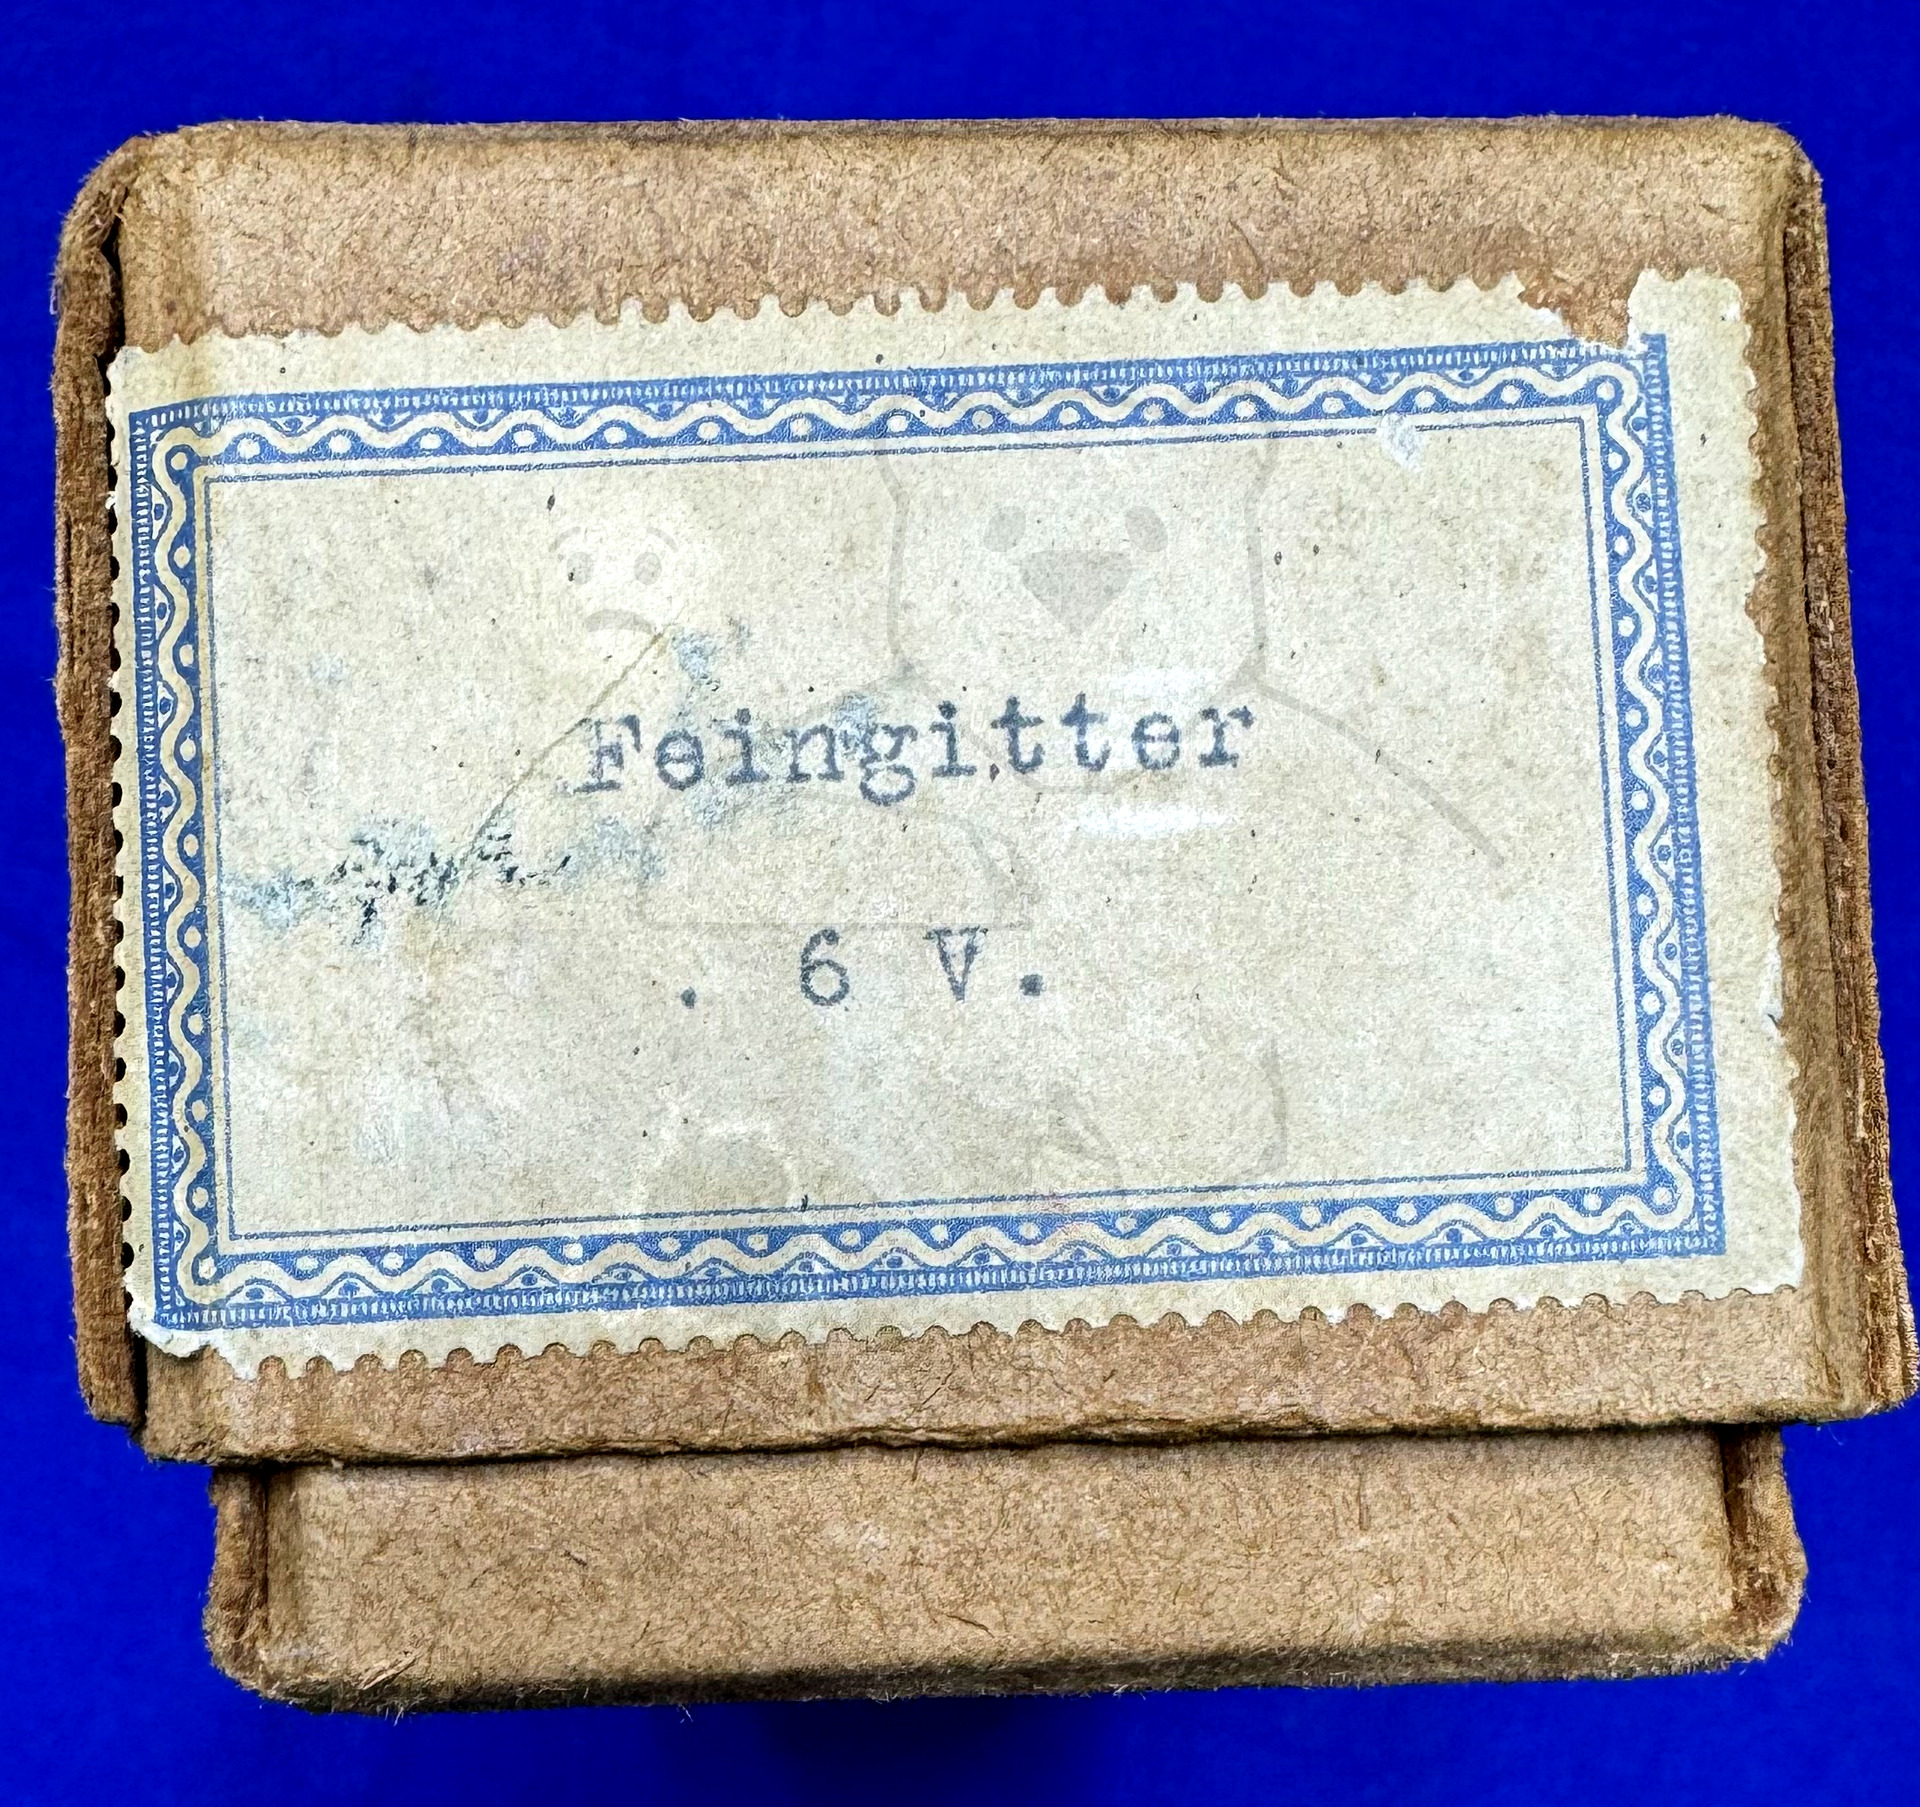 Feingitter
. 6 V.